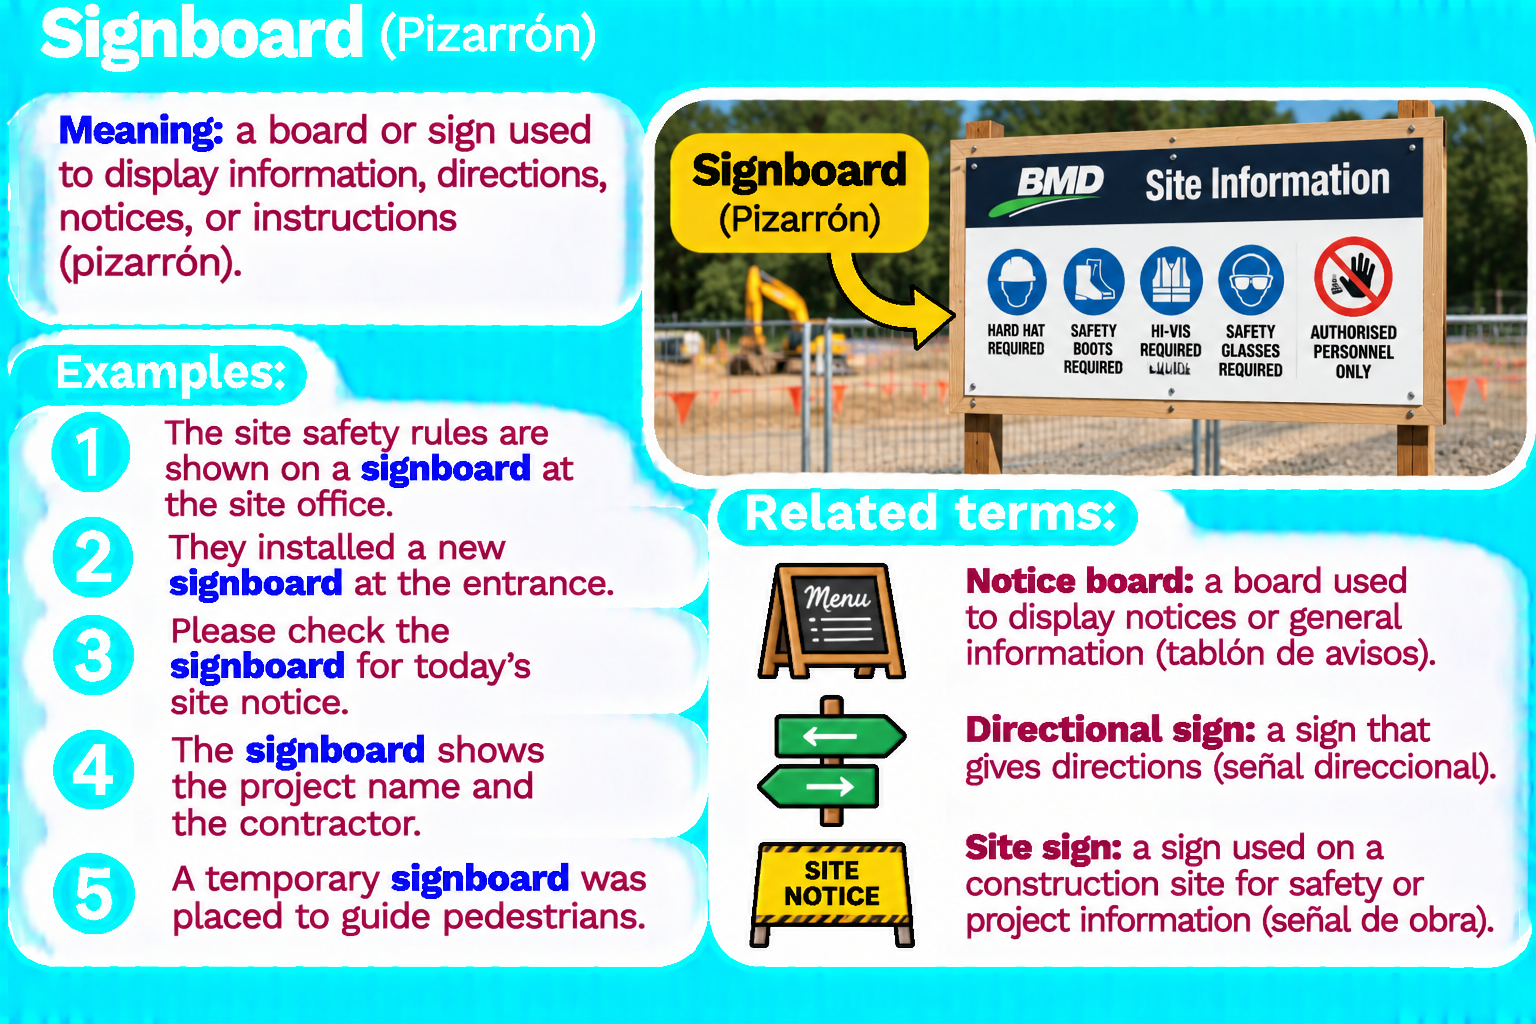 Signboard (Pizarrón)
Meaning: a board or sign used
to display information, directions,
notices, or instructions
(pizarrón).
Signboard
(Pizarrón)
BMD Site Information
HARD HAT
REQUIRED
SAFETY
BOOTS
REQUIRED
HI-VIS
REQUIRED
SAFETY
GLASSES
REQUIRED
AUTHORISED
PERSONNEL
ONLY
Examples:
1 The site safety rules are
shown on a signboard at
the site office.
2 They installed a new
signboard at the entrance.
3 Please check the
signboard for today’s
site notice.
4 The signboard shows
the project name and
the contractor.
5 A temporary signboard was
placed to guide pedestrians.
Related terms:
Menu
Notice board: a board used
to display notices or general
information (tablón de avisos).
Directional sign: a sign that
gives directions (señal direccional).
SITE
NOTICE
Site sign: a sign used on a
construction site for safety or
project information (señal de obra).